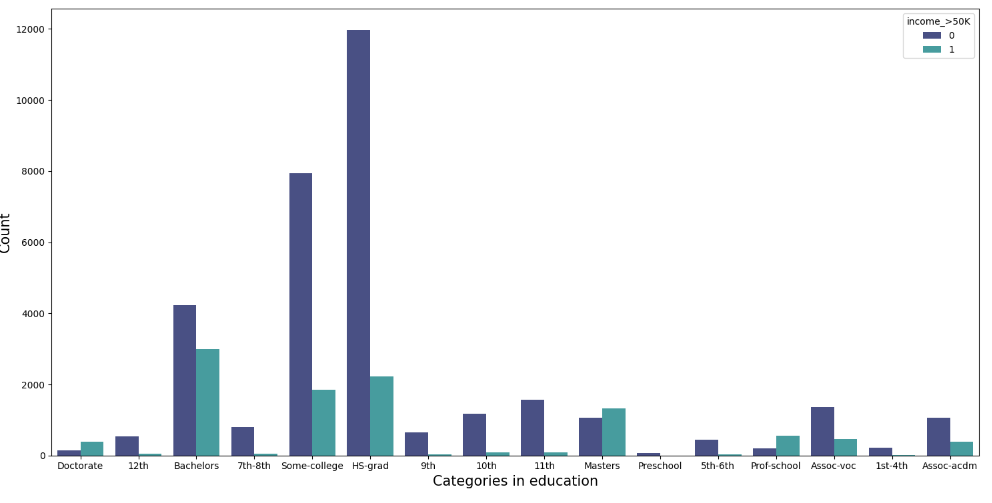 income_>50K
0
1
12000
10000
8000
6000
4000
2000
0
Count
Doctorate 12th Bachelors 7th-8th Some-college HS-grad 9th 10th 11th Masters Preschool 5th-6th Prof-school Assoc-voc 1st-4th Assoc-acdm
Categories in education